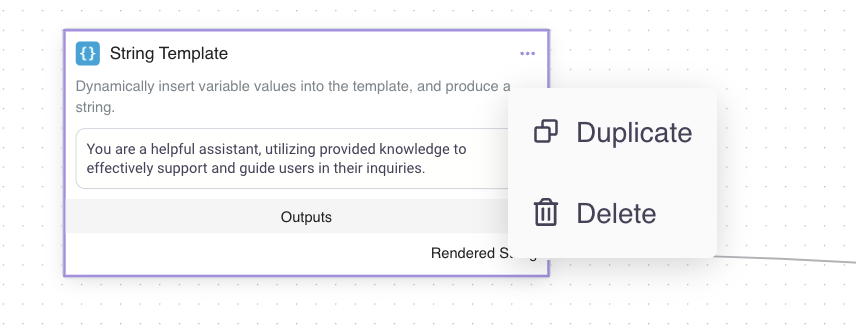 {} String Template
Dynamically insert variable values into the template, and produce a
string.
You are a helpful assistant, utilizing provided knowledge to
effectively support and guide users in their inquiries.
Outputs
Rendered
Duplicate
Delete